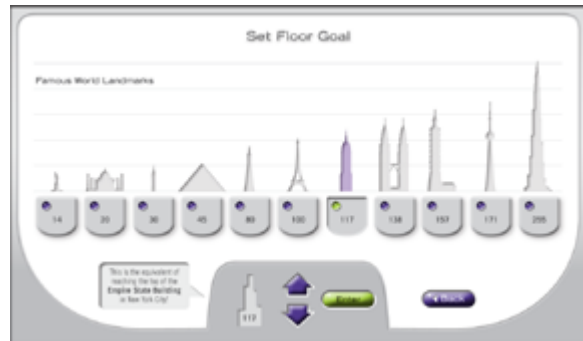 Set Floor Goal
Famous World Landmarks
14 20 30 45 80 100 117 138 157 171 255
This is the equivalent of
reaching the top of the
Empire State Building
in New York City!
117
Enter
Back